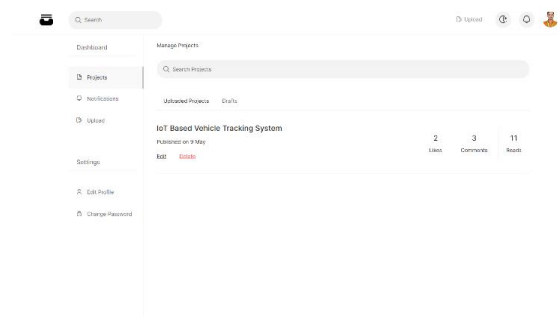 Search
Upload
Dashboard
Projects
Notifications
Upload
Settings
Edit Profile
Change Password
Manage Projects
Search Projects
Uploaded Projects Drafts
IoT Based Vehicle Tracking System
Published on 9 May
Edit Delete
2 3 11
Likes Comments Reads